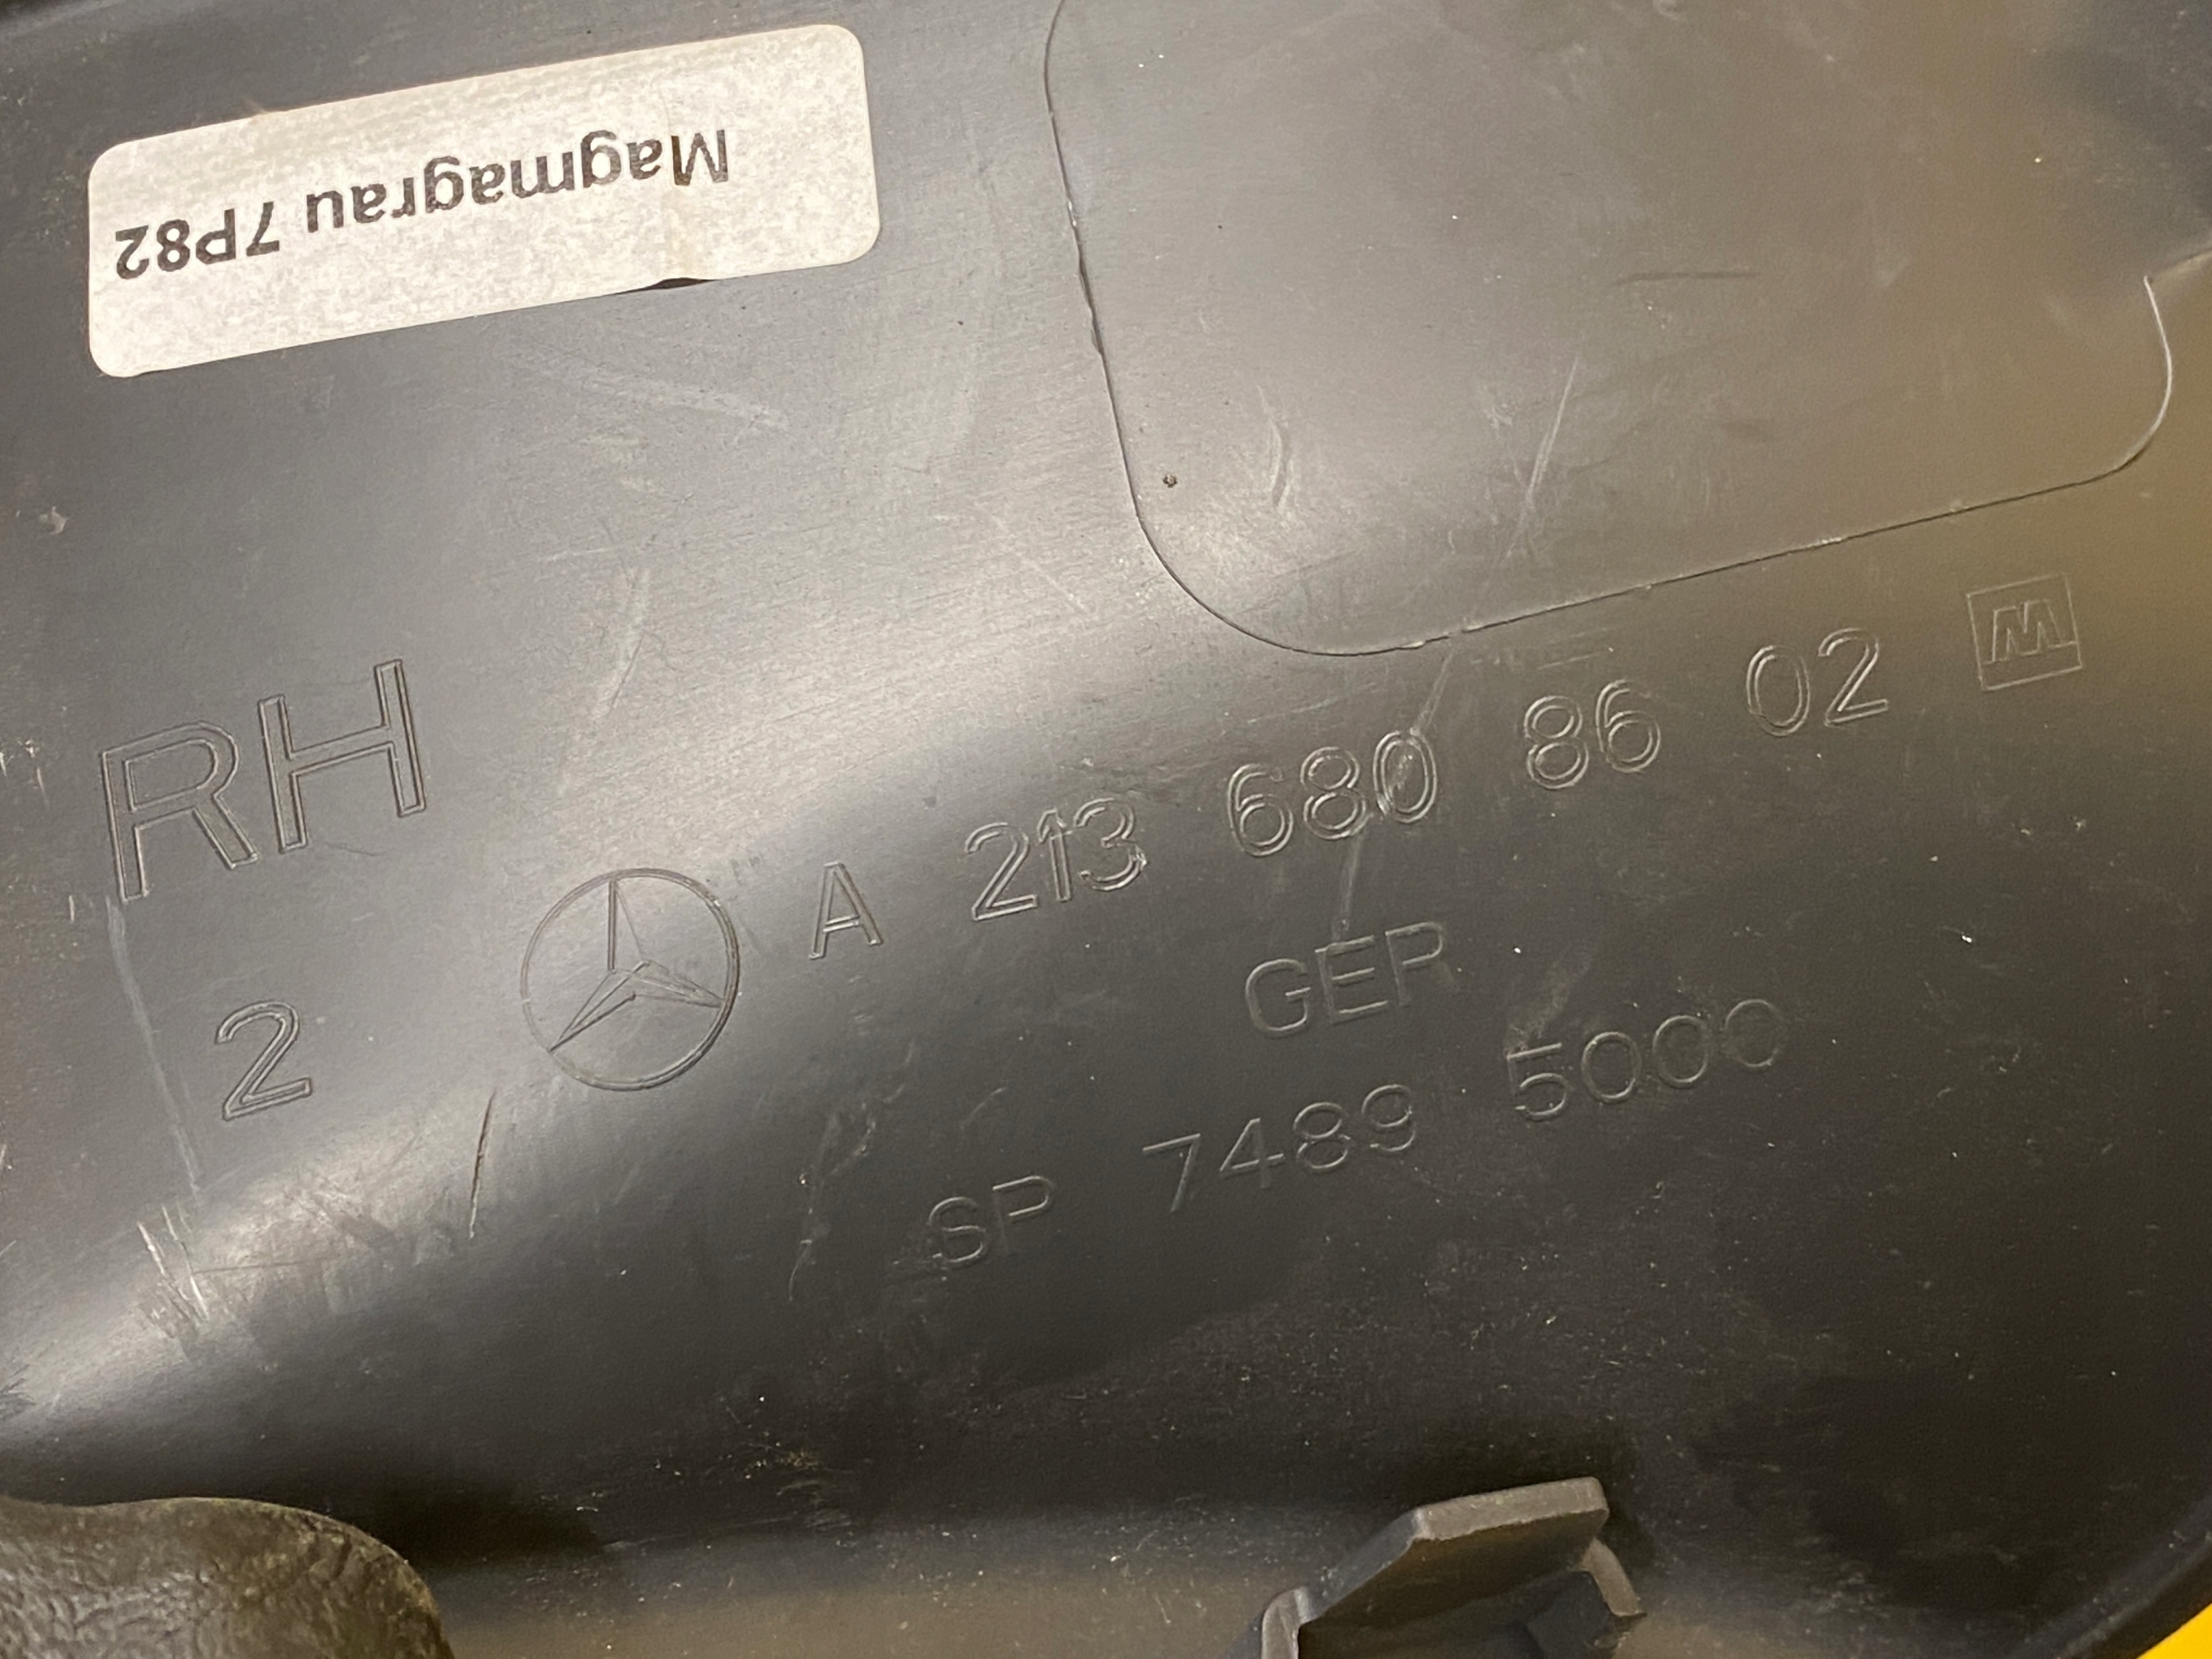 Magmagrau 7P82
RH
2
A 213 680 86 02
GER
SP 7489 5000